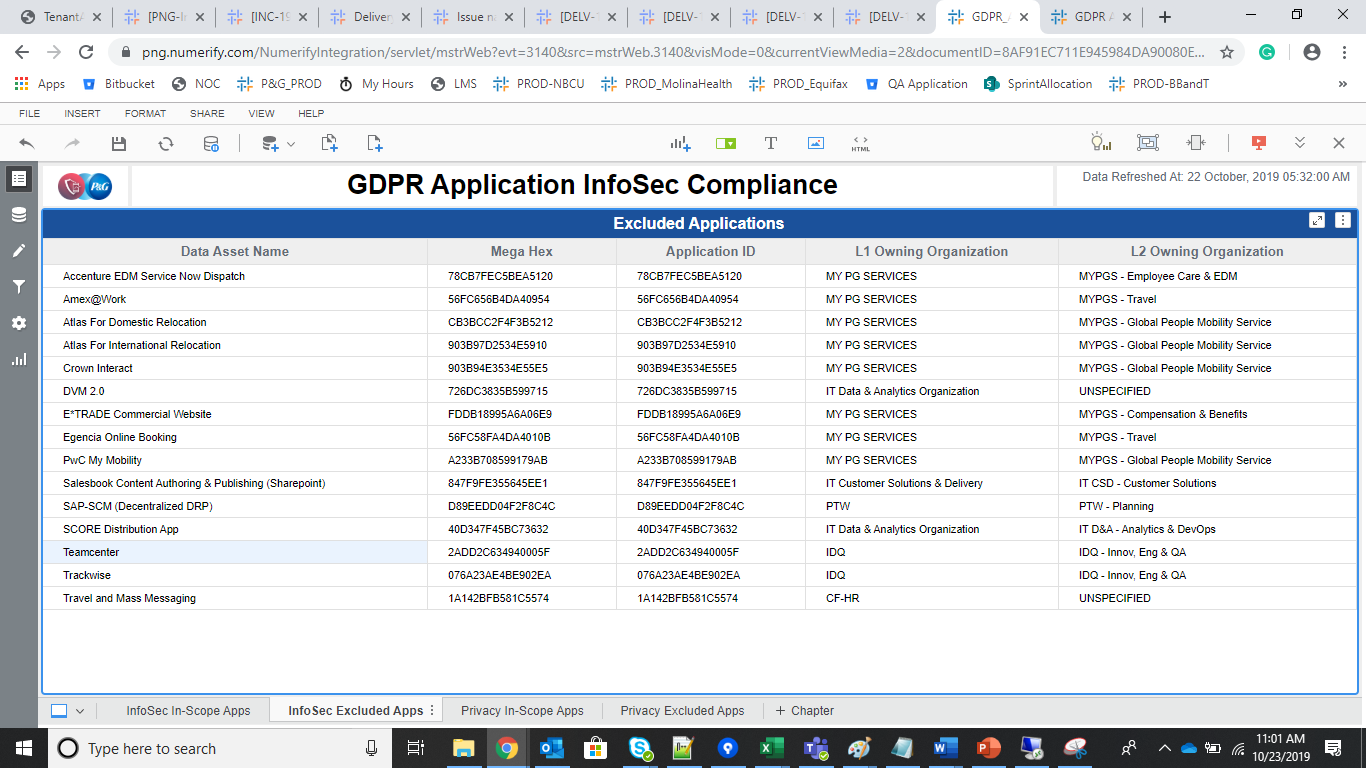 TenantA
[PNG-In
[INC-19
Delivery
Issue na
[DELV-1
[DELV-1
[DELV-1
[DELV-1
GDPR_A
GDPR A
png.numerify.com/NumerifyIntegration/servlet/mstrWeb?evt=3140&src=mstrWeb.3140&visMode=0&currentViewMedia=2&documentID=8AF91EC711E945984DA90080E...
Apps Bitbucket NOC P&G_PROD My Hours LMS PROD-NBCU PROD_MolinaHealth PROD_Equifax QA Application SprintAllocation PROD-BBandT »
FILE INSERT FORMAT SHARE VIEW HELP
HTML
P&G
GDPR Application InfoSec Compliance
Data Refreshed At: 22 October, 2019 05:32:00 AM
Excluded Applications
Data Asset Name Mega Hex Application ID L1 Owning Organization L2 Owning Organization
Accenture EDM Service Now Dispatch 78CB7FEC5BEA5120 78CB7FEC5BEA5120 MY PG SERVICES MYPGS - Employee Care & EDM
Amex@Work 56FC656B4DA40954 56FC656B4DA40954 MY PG SERVICES MYPGS - Travel
Atlas For Domestic Relocation CB3BCC2F4F3B5212 CB3BCC2F4F3B5212 MY PG SERVICES MYPGS - Global People Mobility Service
Atlas For International Relocation 903B97D2534E5910 903B97D2534E5910 MY PG SERVICES MYPGS - Global People Mobility Service
Crown Interact 903B94E3534E55E5 903B94E3534E55E5 MY PG SERVICES MYPGS - Global People Mobility Service
DVM 2.0 726DC3835B599715 726DC3835B599715 IT Data & Analytics Organization UNSPECIFIED
E*TRADE Commercial Website FDDB18995A6A06E9 FDDB18995A6A06E9 MY PG SERVICES MYPGS - Compensation & Benefits
Egencia Online Booking 56FC58FA4DA4010B 56FC58FA4DA4010B MY PG SERVICES MYPGS - Travel
PwC My Mobility A233B708599179AB A233B708599179AB MY PG SERVICES MYPGS - Global People Mobility Service
Salesbook Content Authoring & Publishing (Sharepoint) 847F9FE355645EE1 847F9FE355645EE1 IT Customer Solutions & Delivery IT CSD - Customer Solutions
SAP-SCM (Decentralized DRP) D89EEDD04F2F8C4C D89EEDD04F2F8C4C PTW PTW - Planning
SCORE Distribution App 40D347F45BC73632 40D347F45BC73632 IT Data & Analytics Organization IT D&A - Analytics & DevOps
Teamcenter 2ADD2C634940005F 2ADD2C634940005F IDQ IDQ - Innov, Eng & QA
Trackwise 076A23AE4BE902EA 076A23AE4BE902EA IDQ IDQ - Innov, Eng & QA
Travel and Mass Messaging 1A142BFB581C5574 1A142BFB581C5574 CF-HR UNSPECIFIED
InfoSec In-Scope Apps InfoSec Excluded Apps Privacy In-Scope Apps Privacy Excluded Apps + Chapter
Type here to search
11:01 AM
10/23/2019